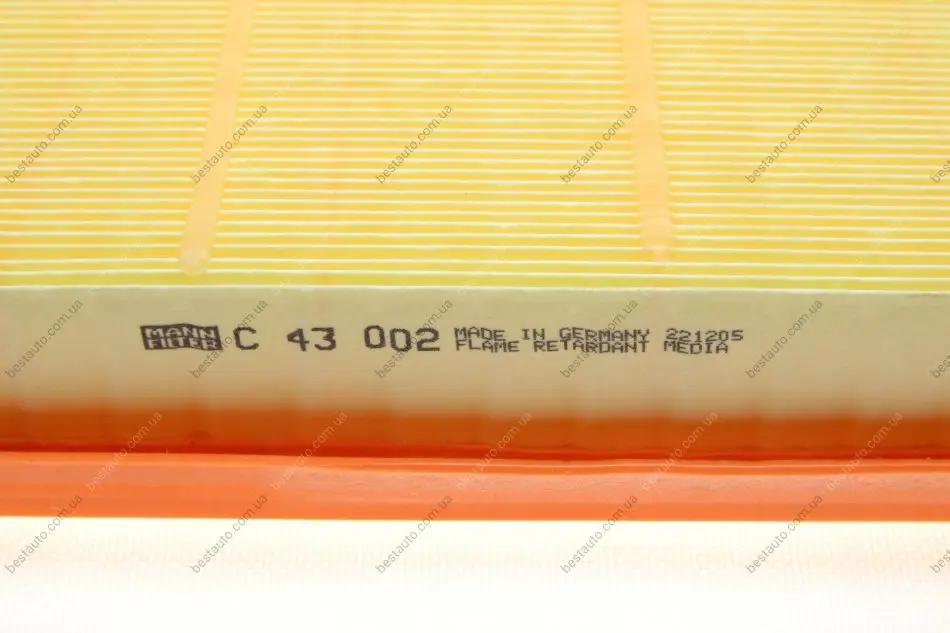 MANN FILTER C 43 002 MADE IN GERMANY 221205
FLAME RETARDANT MEDIA
bestauto.com.ua